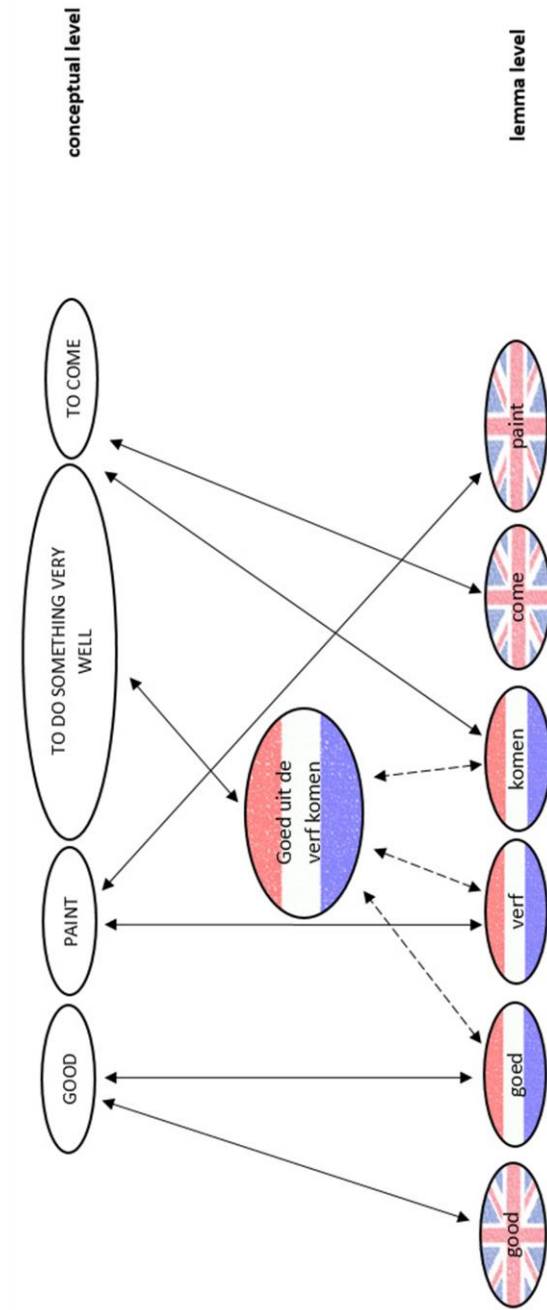 GOOD
PAINT
TO DO SOMETHING VERY
WELL
TO COME
conceptual level
Goed uit de
verf komen
good
goed
verf
komen
come
paint
lemma level